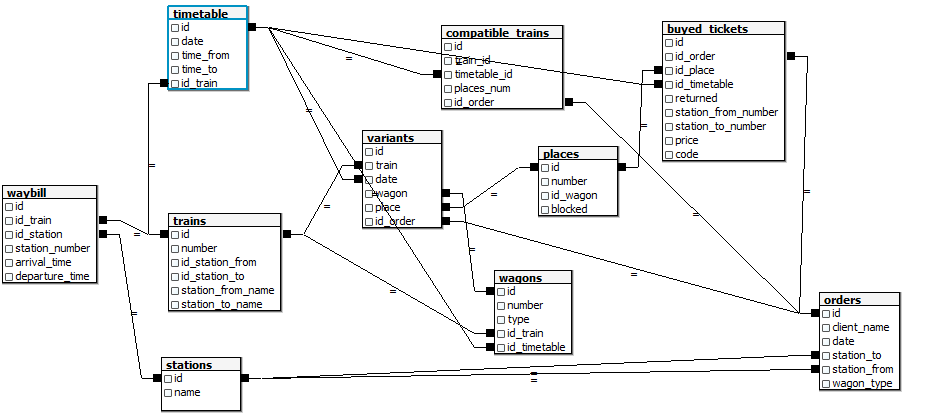 timetable
id
date
time_from
time_to
id_train
compatible_trains
id
train_id
timetable_id
places_num
id_order
buyed_tickets
id
id_order
id_place
id_timetable
returned
station_from_number
station_to_number
price
code
variants
id
train
date
wagon
place
id_order
places
id
number
id_wagon
blocked
waybill
id
id_train
id_station
station_number
arrival_time
departure_time
trains
id
number
id_station_from
id_station_to
station_from_name
station_to_name
wagons
id
number
type
id_train
id_timetable
orders
id
client_name
date
station_to
station_from
wagon_type
stations
id
name